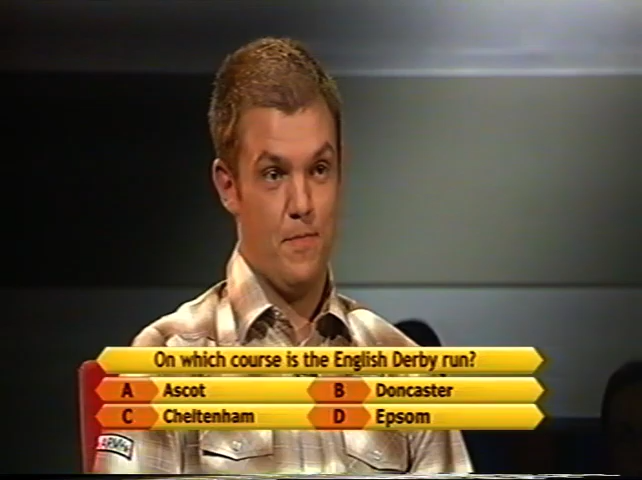 On which course is the English Derby run?
A Ascot B Doncaster
C Cheltenham D Epsom